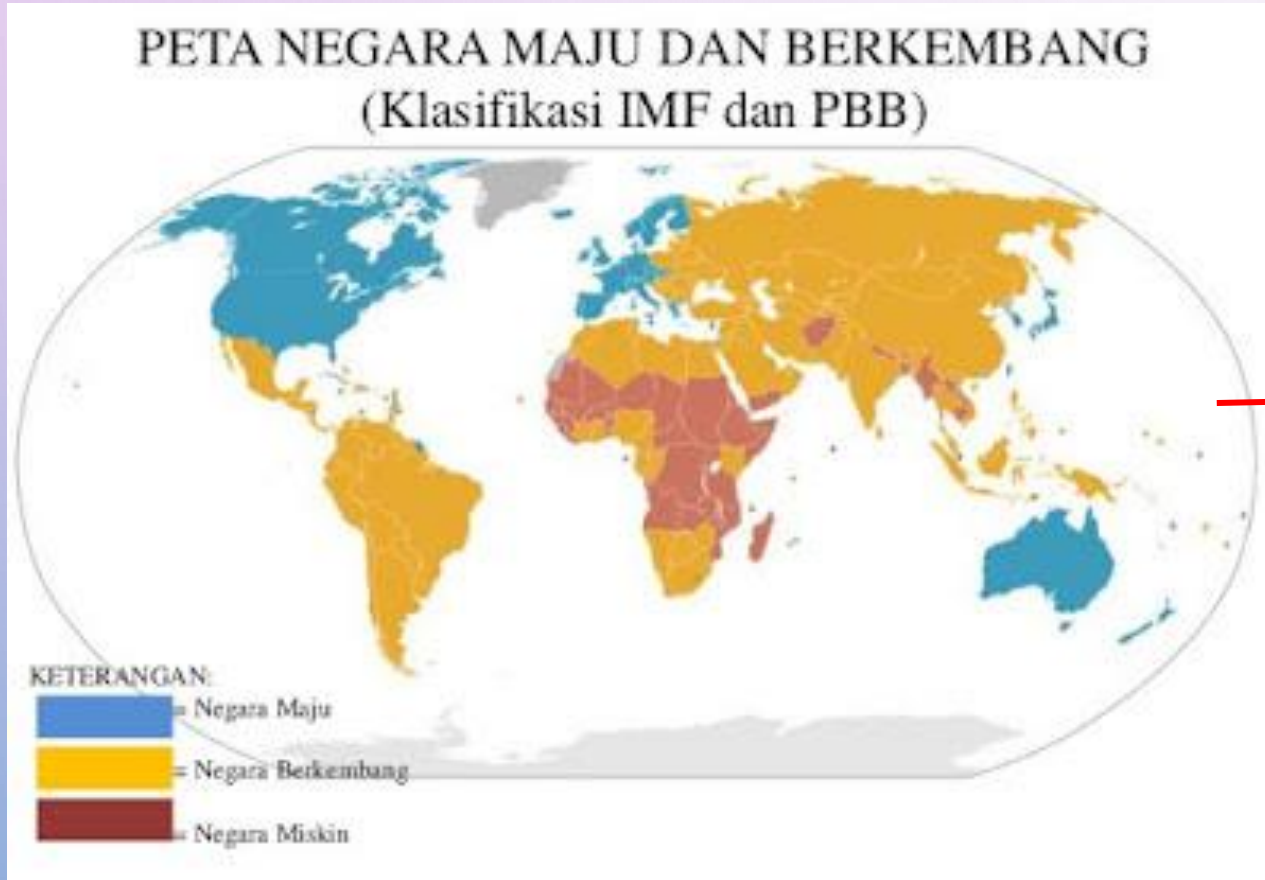 PETA NEGARA MAJU DAN BERKEMBANG
(Klasifikasi IMF dan PBB)
KETERANGAN:
= Negara Maju
= Negara Berkembang
= Negara Miskin